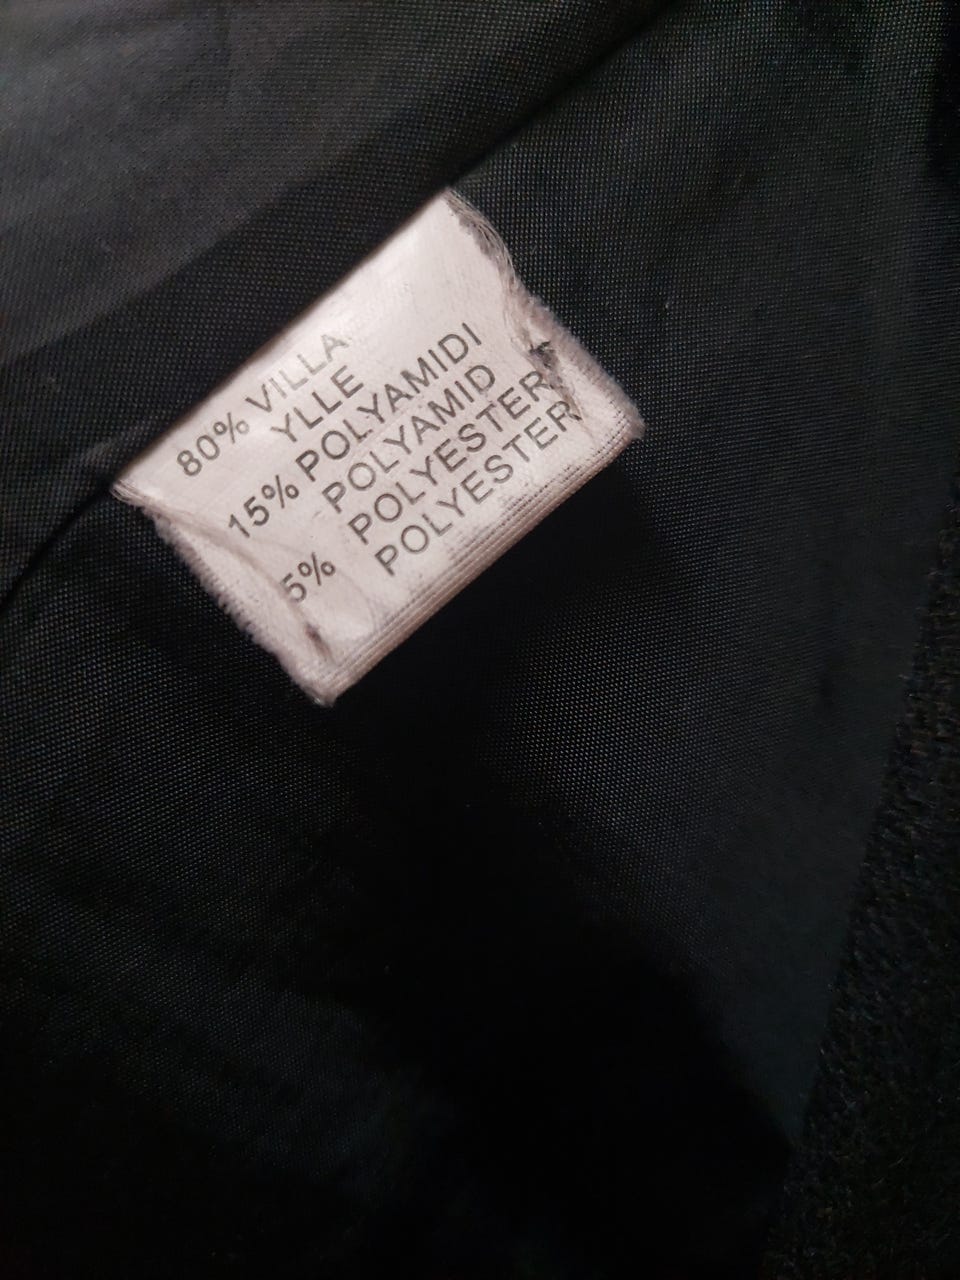 80% VILLA
YLLE
15% POLYAMIDI
POLYAMID
5% POLYESTER
POLYESTER